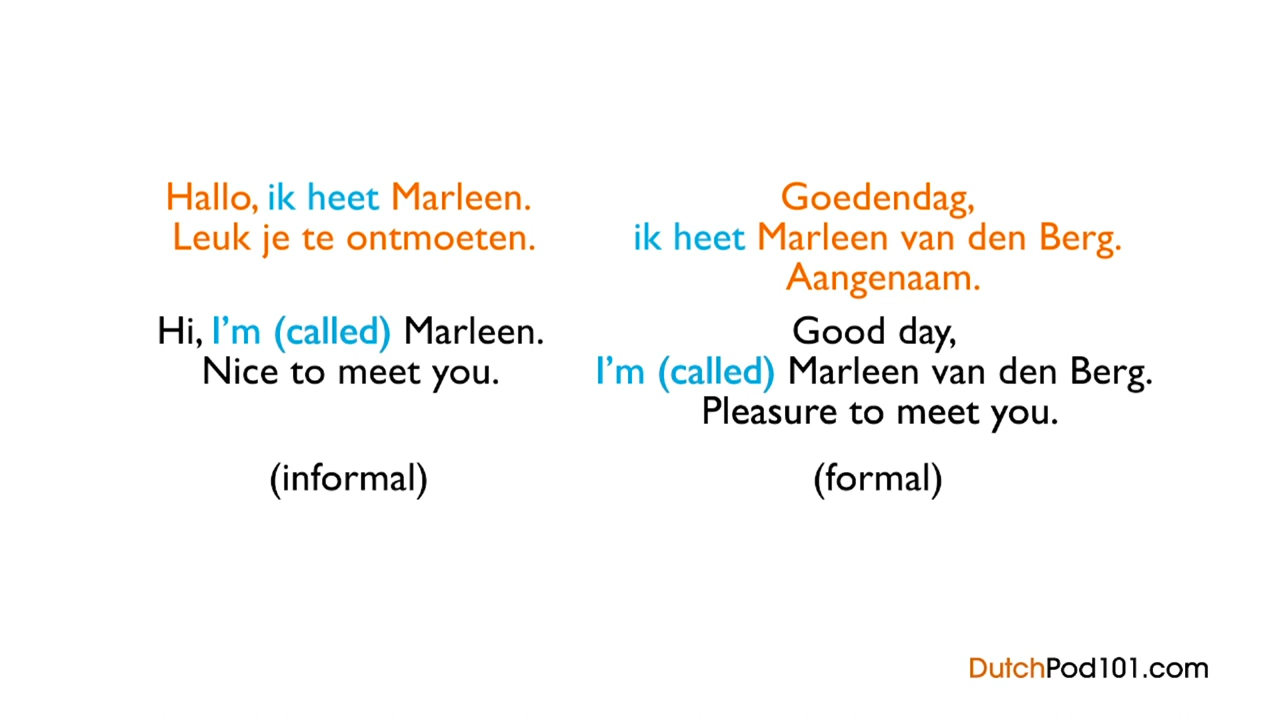 Hallo, ik heet Marleen.
Leuk je te ontmoeten.
Hi, I'm (called) Marleen.
Nice to meet you.
(informal)
Goedendag,
ik heet Marleen van den Berg.
Aangenaam.
Good day,
I'm (called) Marleen van den Berg.
Pleasure to meet you.
(formal)
DutchPod101.com